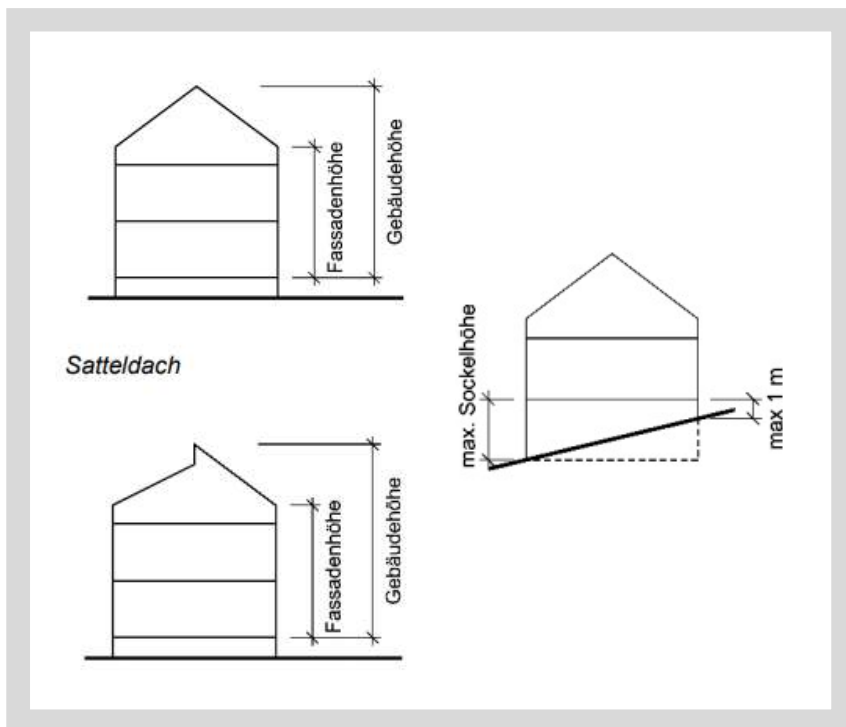 Fassadenhöhe
Gebäudehöhe
Satteldach
max. Sockelhöhe
max 1 m
Fassadenhöhe
Gebäudehöhe